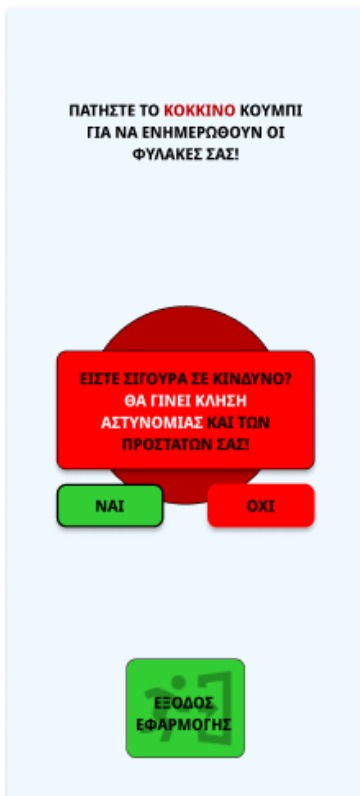 ΠΑΤΗΣΤΕ ΤΟ ΚΟΚΚΙΝΟ ΚΟΥΜΠΙ
ΓΙΑ ΝΑ ΕΝΗΜΕΡΩΘΟΥΝ ΟΙ
ΦΥΛΑΚΕΣ ΣΑΣ!
ΕΙΣΤΕ ΣΙΓΟΥΡΑ ΣΕ ΚΙΝΔΥΝΟ?
ΘΑ ΓΙΝΕΙ ΚΛΗΣΗ
ΑΣΤΥΝΟΜΙΑΣ ΚΑΙ ΤΩΝ
ΠΡΟΣΤΑΤΩΝ ΣΑΣ!
ΝΑΙ ΟΧΙ
ΕΞΟΔΟΣ
ΕΦΑΡΜΟΓΗΣ